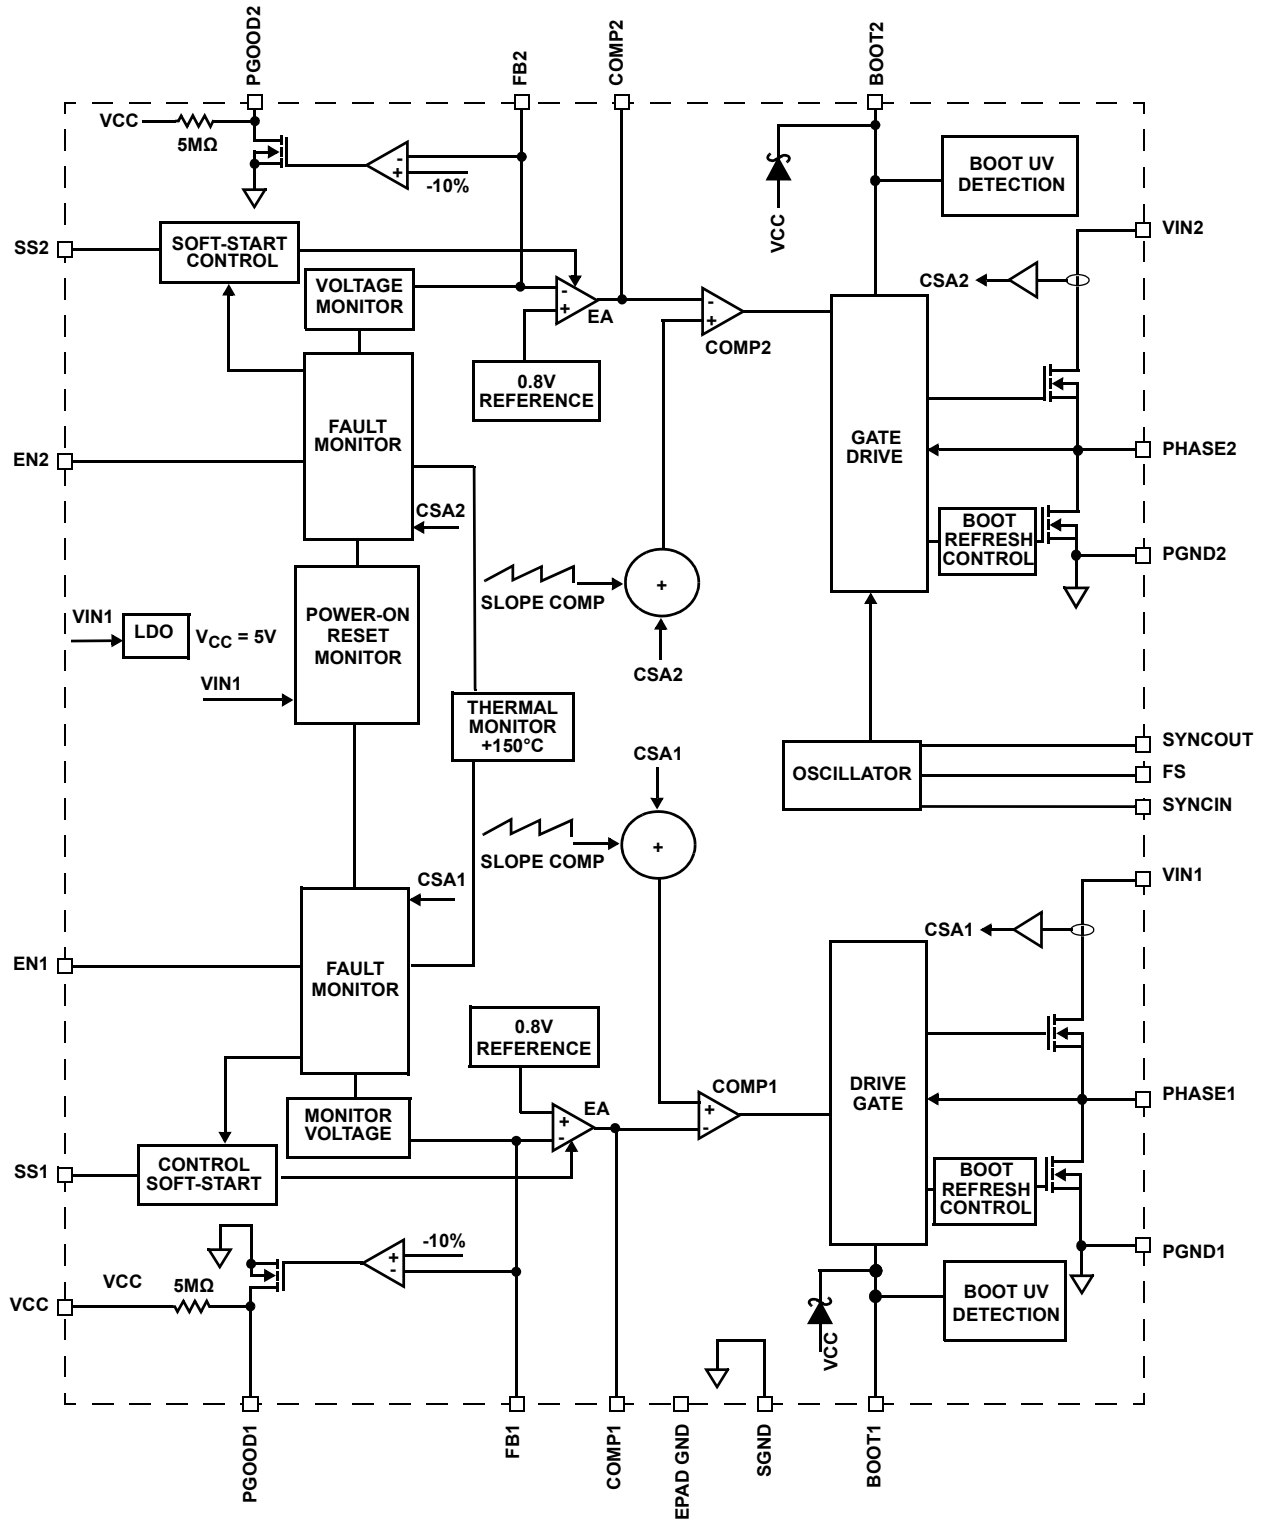 PGOOD2
FB2
COMP2
BOOT2
VCC
5MΩ
-
+
-10%
VCC
BOOT UV
DETECTION
SS2
SOFT-START
CONTROL
VIN2
VOLTAGE
MONITOR
-
+
EA
-
+
COMP2
CSA2
0.8V
REFERENCE
FAULT
MONITOR
GATE
DRIVE
EN2
PHASE2
CSA2
BOOT
REFRESH
CONTROL
PGND2
SLOPE COMP
+
CSA2
VIN1
LDO
VCC = 5V
POWER-ON
RESET
MONITOR
VIN1
THERMAL
MONITOR
+150°C
CSA1
OSCILLATOR
SYNCOUT
FS
SYNCIN
SLOPE COMP
+
CSA1
VIN1
CSA1
EN1
FAULT
MONITOR
0.8V
REFERENCE
COMP1
+
-
DRIVE
GATE
PHASE1
MONITOR
VOLTAGE
EA
+
-
SS1
CONTROL
SOFT-START
BOOT
REFRESH
CONTROL
PGND1
-10%
+
-
VCC
5MΩ
VCC
VCC
BOOT UV
DETECTION
PGOOD1
FB1
COMP1
EPAD GND
SGND
BOOT1